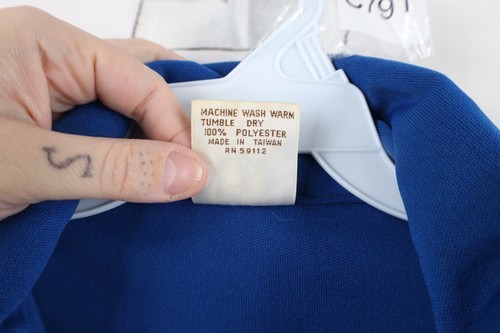 MACHINE WASH WARM
TUMBLE DRY
100% POLYESTER
MADE IN TAIWAN
RN 59112